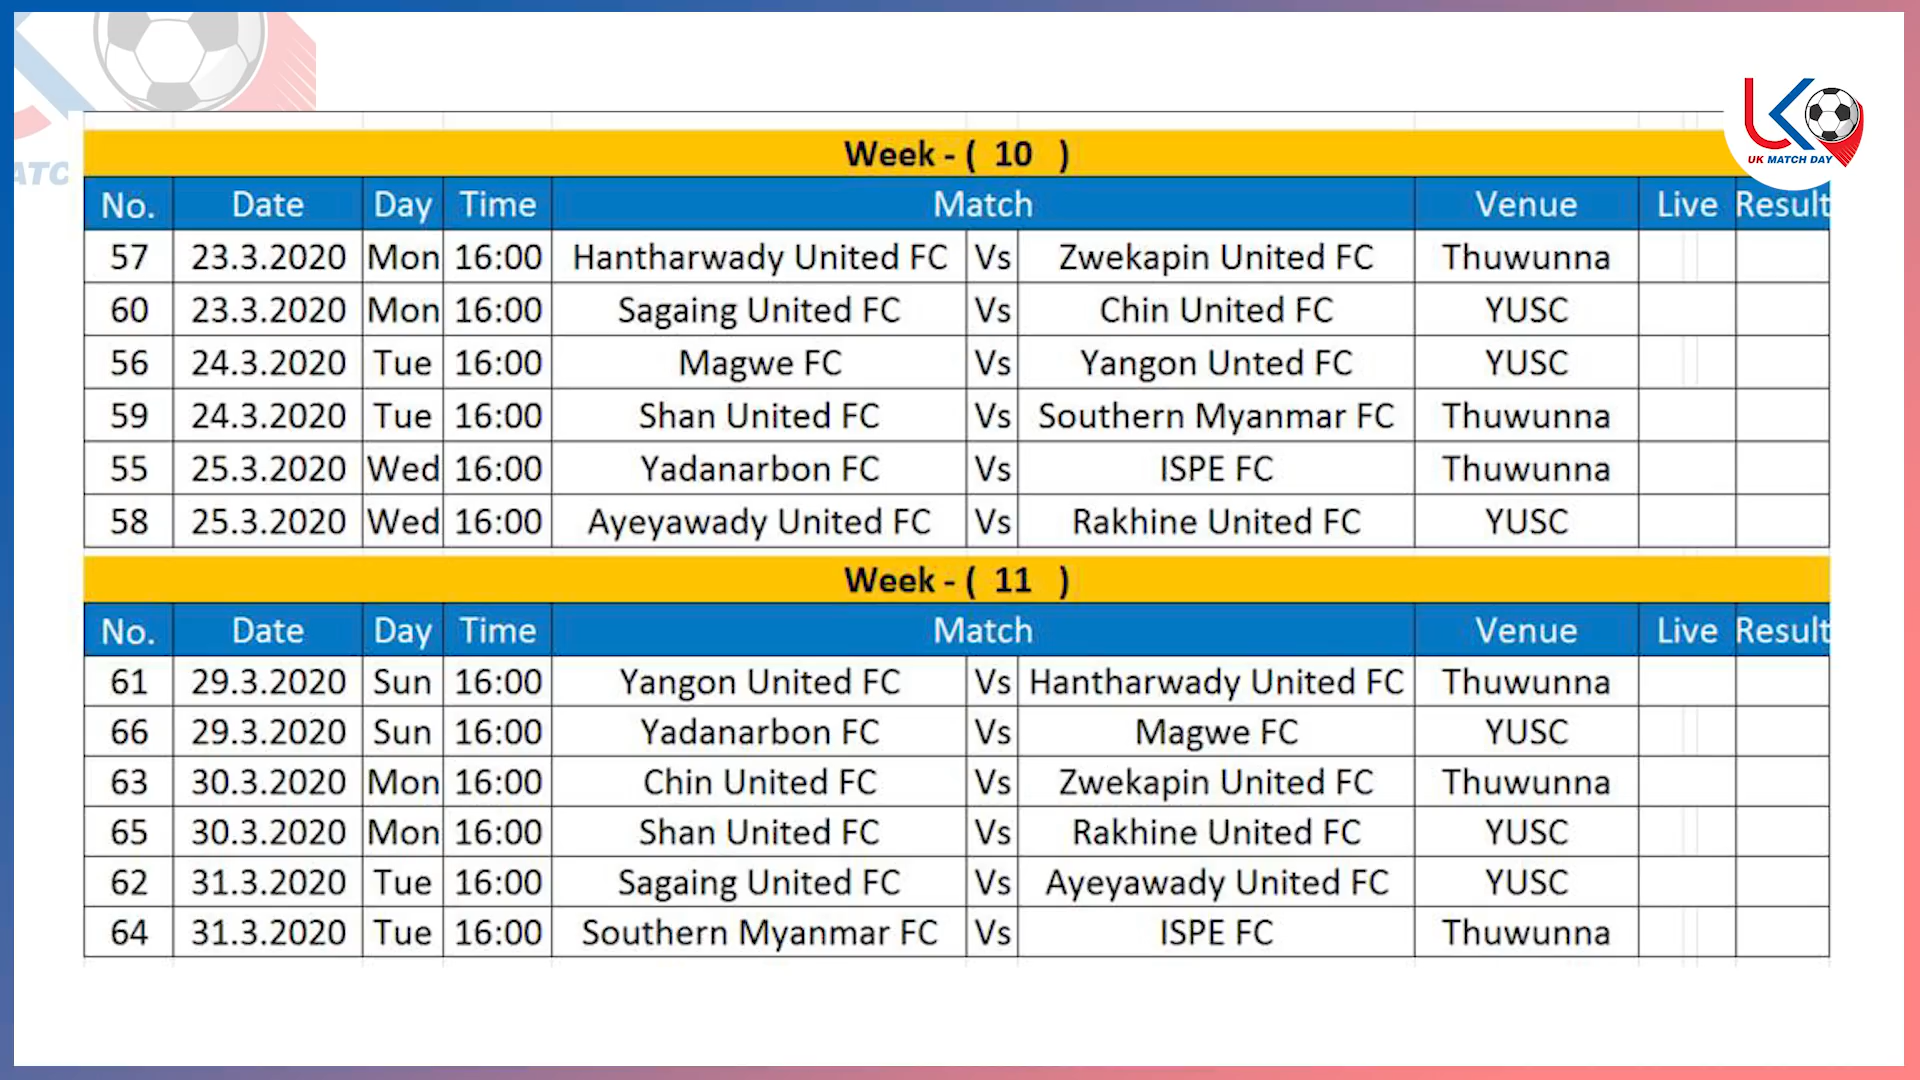 ATC
UK MATCH DAY
Week - ( 10 )
No. Date Day Time Match Venue Live Result
57 23.3.2020 Mon 16:00 Hantharwady United FC Vs Zwekapin United FC Thuwunna
60 23.3.2020 Mon 16:00 Sagaing United FC Vs Chin United FC YUSC
56 24.3.2020 Tue 16:00 Magwe FC Vs Yangon Unted FC YUSC
59 24.3.2020 Tue 16:00 Shan United FC Vs Southern Myanmar FC Thuwunna
55 25.3.2020 Wed 16:00 Yadanarbon FC Vs ISPE FC Thuwunna
58 25.3.2020 Wed 16:00 Ayeyawady United FC Vs Rakhine United FC YUSC
Week - ( 11 )
No. Date Day Time Match Venue Live Result
61 29.3.2020 Sun 16:00 Yangon United FC Vs Hantharwady United FC Thuwunna
66 29.3.2020 Sun 16:00 Yadanarbon FC Vs Magwe FC YUSC
63 30.3.2020 Mon 16:00 Chin United FC Vs Zwekapin United FC Thuwunna
65 30.3.2020 Mon 16:00 Shan United FC Vs Rakhine United FC YUSC
62 31.3.2020 Tue 16:00 Sagaing United FC Vs Ayeyawady United FC YUSC
64 31.3.2020 Tue 16:00 Southern Myanmar FC Vs ISPE FC Thuwunna